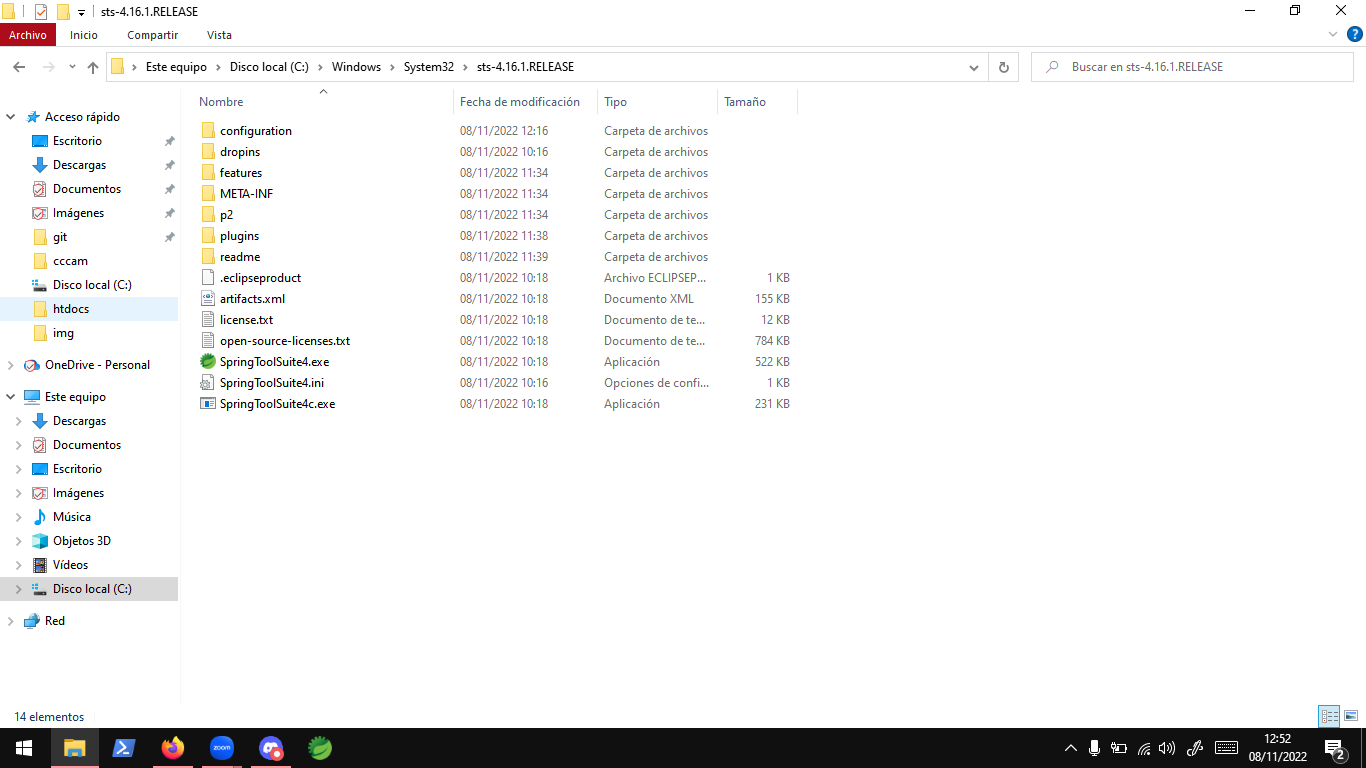 sts-4.16.1.RELEASE
Archivo Inicio Compartir Vista
Este equipo Disco local (C:) Windows System32 sts-4.16.1.RELEASE
Buscar en sts-4.16.1.RELEASE
Acceso rápido
Escritorio
Descargas
Documentos
Imágenes
git
cccam
Disco local (C:)
htdocs
img
OneDrive - Personal
Este equipo
Descargas
Documentos
Escritorio
Imágenes
Música
Objetos 3D
Vídeos
Disco local (C:)
Red
Nombre Fecha de modificación Tipo Tamaño
configuration 08/11/2022 12:16 Carpeta de archivos
dropins 08/11/2022 10:16 Carpeta de archivos
features 08/11/2022 11:34 Carpeta de archivos
META-INF 08/11/2022 11:34 Carpeta de archivos
p2 08/11/2022 11:34 Carpeta de archivos
plugins 08/11/2022 11:38 Carpeta de archivos
readme 08/11/2022 11:39 Carpeta de archivos
.eclipseproduct 08/11/2022 10:18 Archivo ECLIPSEP... 1 KB
artifacts.xml 08/11/2022 10:18 Documento XML 155 KB
license.txt 08/11/2022 10:18 Documento de te... 12 KB
open-source-licenses.txt 08/11/2022 10:18 Documento de te... 784 KB
SpringToolSuite4.exe 08/11/2022 10:18 Aplicación 522 KB
SpringToolSuite4.ini 08/11/2022 10:16 Opciones de confi... 1 KB
SpringToolSuite4c.exe 08/11/2022 10:18 Aplicación 231 KB
14 elementos
zoom
12:52
08/11/2022
2